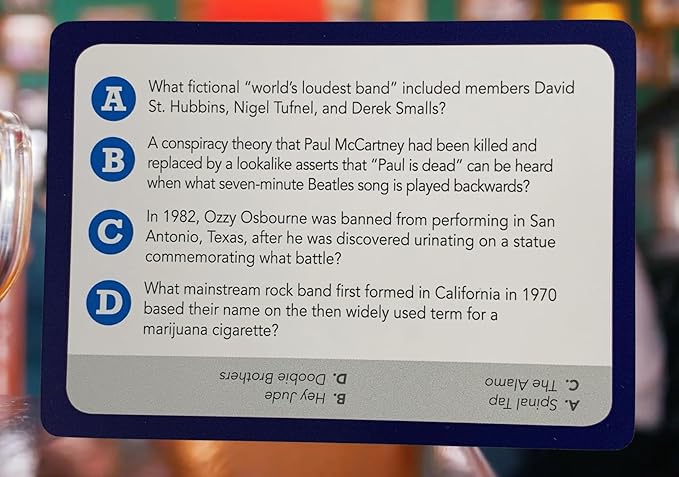 A What fictional “world’s loudest band” included members David
St. Hubbins, Nigel Tufnel, and Derek Smalls?
B A conspiracy theory that Paul McCartney had been killed and
replaced by a lookalike asserts that “Paul is dead” can be heard
when what seven-minute Beatles song is played backwards?
C In 1982, Ozzy Osbourne was banned from performing in San
Antonio, Texas, after he was discovered urinating on a statue
commemorating what battle?
D What mainstream rock band first formed in California in 1970
based their name on the then widely used term for a
marijuana cigarette?
A. Spinal Tap
B. Hey Jude
C. The Alamo
D. Doobie Brothers